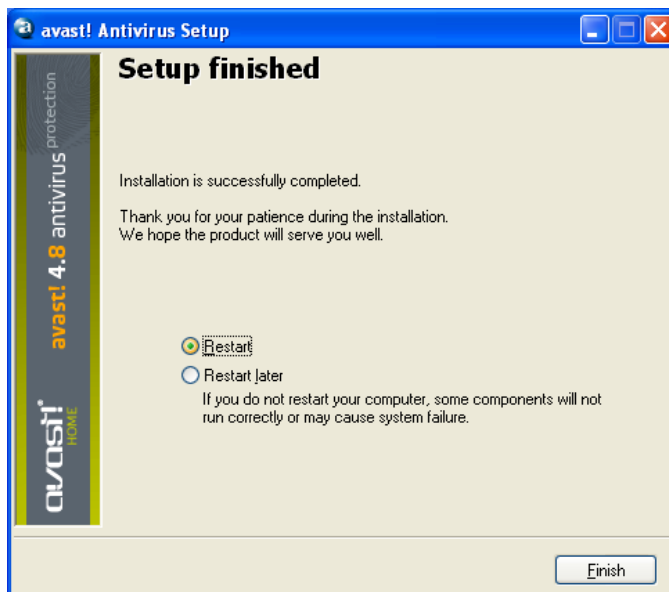 avast! Antivirus Setup
Setup finished
avast! 4.8 antivirus protection
avast!
HOME
Installation is successfully completed.
Thank you for your patience during the installation.
We hope the product will serve you well.
Restart
Restart later
If you do not restart your computer, some components will not
run correctly or may cause system failure.
Finish